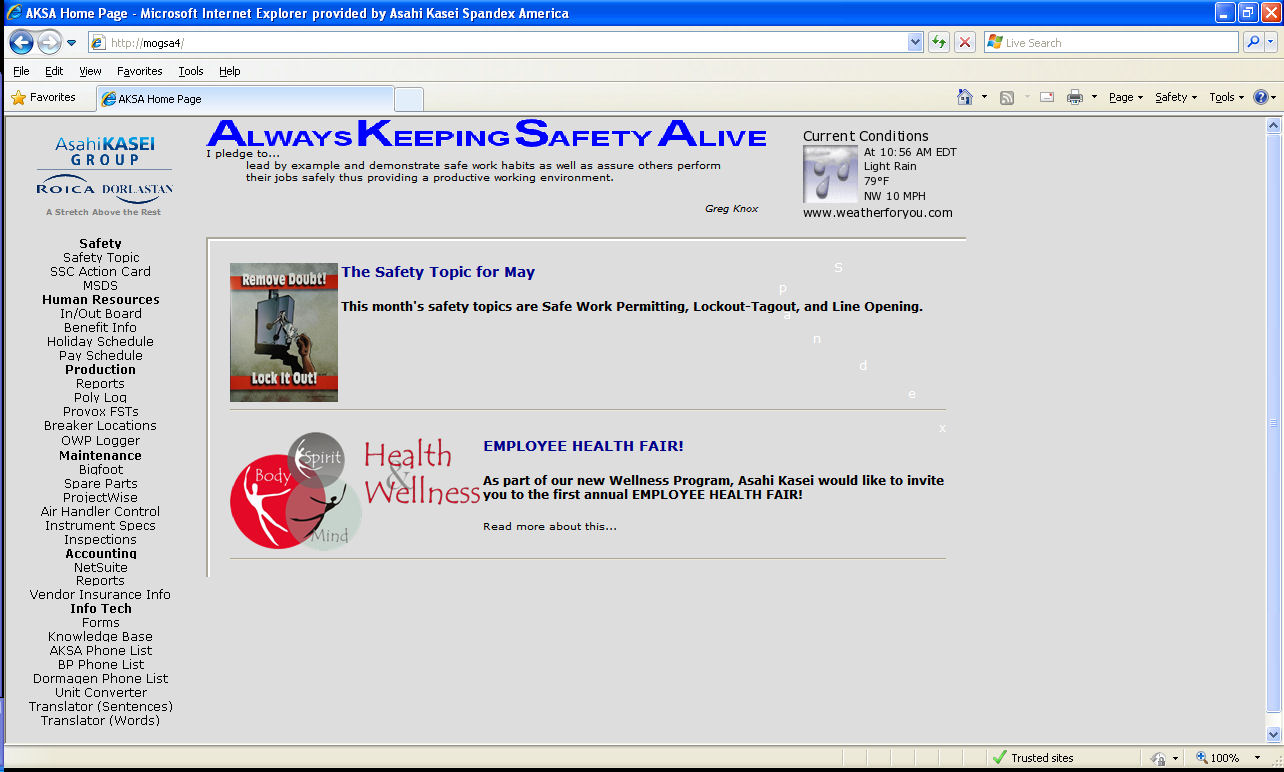 AKSA Home Page - Microsoft Internet Explorer provided by Asahi Kasei Spandex America
http://mogsa4/
Live Search
File Edit View Favorites Tools Help
Favorites
AKSA Home Page
Page Safety Tools
AsahiKASEI
GROUP
ROICA DORLASTAN
A Stretch Above the Rest
ALWAYS KEEPING SAFETY ALIVE
I pledge to...
lead by example and demonstrate safe work habits as well as assure others perform
their jobs safely thus providing a productive working environment.
Greg Knox
Current Conditions
At 10:56 AM EDT
Light Rain
79°F
NW 10 MPH
www.weatherforyou.com
Safety
Safety Topic
SSC Action Card
MSDS
Human Resources
In/Out Board
Benefit Info
Holiday Schedule
Pay Schedule
Production
Reports
Poly Log
Provox FSTs
Breaker Locations
OWP Logger
Maintenance
Bigfoot
Spare Parts
ProjectWise
Air Handler Control
Instrument Specs
Inspections
Accounting
NetSuite
Reports
Vendor Insurance Info
Info Tech
Forms
Knowledge Base
AKSA Phone List
BP Phone List
Dormagen Phone List
Unit Converter
Translator (Sentences)
Translator (Words)
Remove Doubt!
Lock It Out!
The Safety Topic for May
This month's safety topics are Safe Work Permitting, Lockout-Tagout, and Line Opening.
S
p
a
n
d
e
x
Body
Spirit
Mind
Health
&
Wellness
EMPLOYEE HEALTH FAIR!
As part of our new Wellness Program, Asahi Kasei would like to invite
you to the first annual EMPLOYEE HEALTH FAIR!
Read more about this...
Trusted sites
100%